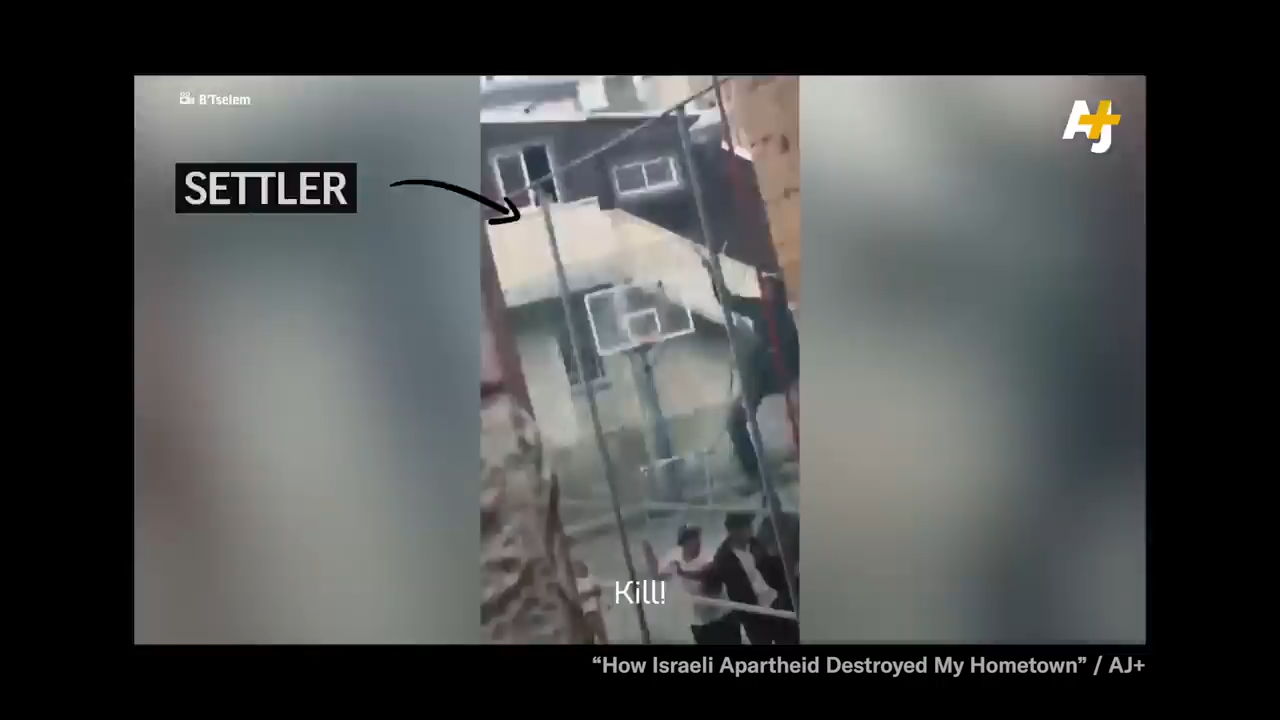 B'Tselem
AJ+
SETTLER
Kill!
“How Israeli Apartheid Destroyed My Hometown” / AJ+